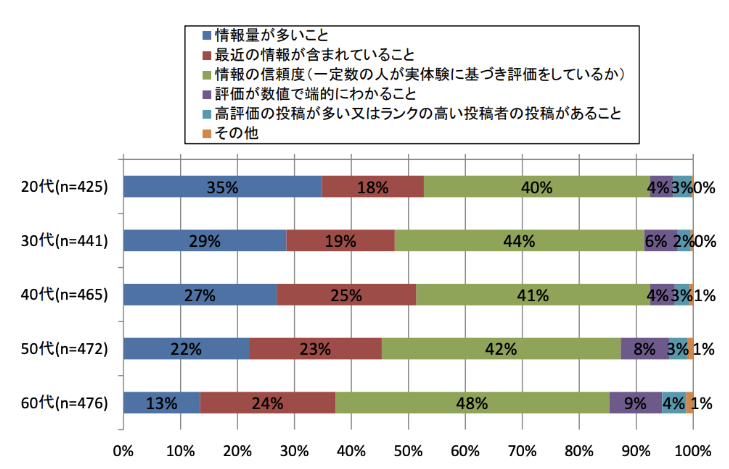 情報量が多いこと
最近の情報が含まれていること
情報の信頼度(一定数の人が実体験に基づき評価をしているか)
評価が数値で端的にわかること
高評価の投稿が多い又はランクの高い投稿者の投稿があること
その他
20代(n=425) 35% 18% 40% 4% 3% 0%
30代(n=441) 29% 19% 44% 6% 2% 0%
40代(n=465) 27% 25% 41% 4% 3% 1%
50代(n=472) 22% 23% 42% 8% 3% 1%
60代(n=476) 13% 24% 48% 9% 4% 1%
0% 10% 20% 30% 40% 50% 60% 70% 80% 90% 100%